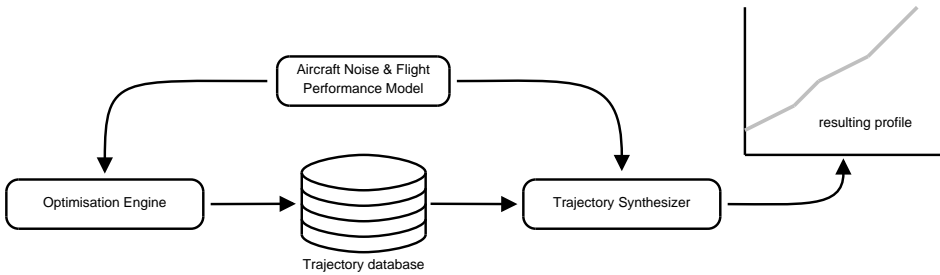 Aircraft Noise & Flight
Performance Model
resulting profile
Optimisation Engine
Trajectory Synthesizer
Trajectory database